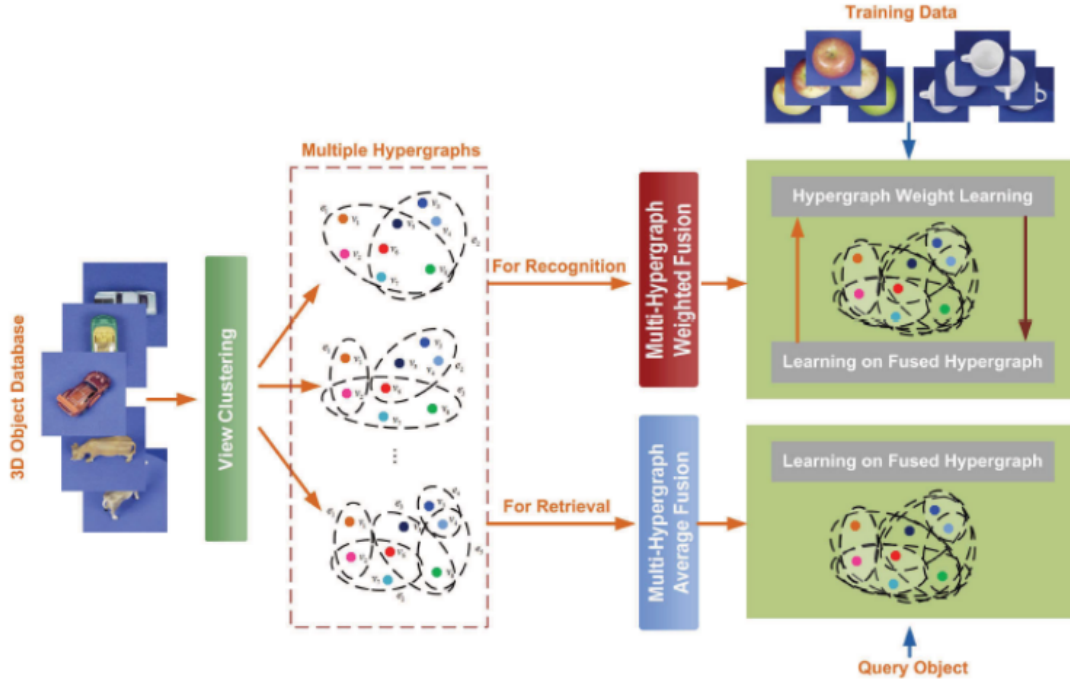 Training Data
Multiple Hypergraphs
Hypergraph Weight Learning
For Recognition
Multi-Hypergraph
Weighted Fusion
Learning on Fused Hypergraph
3D Object Database
View Clustering
...
For Retrieval
Multi-Hypergraph
Average Fusion
Learning on Fused Hypergraph
Query Object